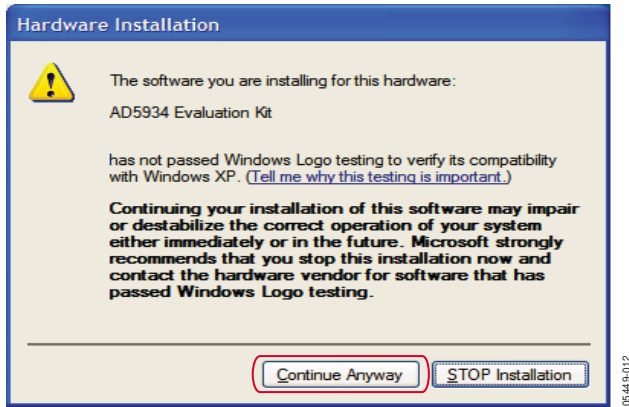 Hardware Installation
The software you are installing for this hardware:
AD5934 Evaluation Kit
has not passed Windows Logo testing to verify its compatibility
with Windows XP. (Tell me why this testing is important.)
Continuing your installation of this software may impair
or destabilize the correct operation of your system
either immediately or in the future. Microsoft strongly
recommends that you stop this installation now and
contact the hardware vendor for software that has
passed Windows Logo testing.
Continue Anyway
STOP Installation
05449-012